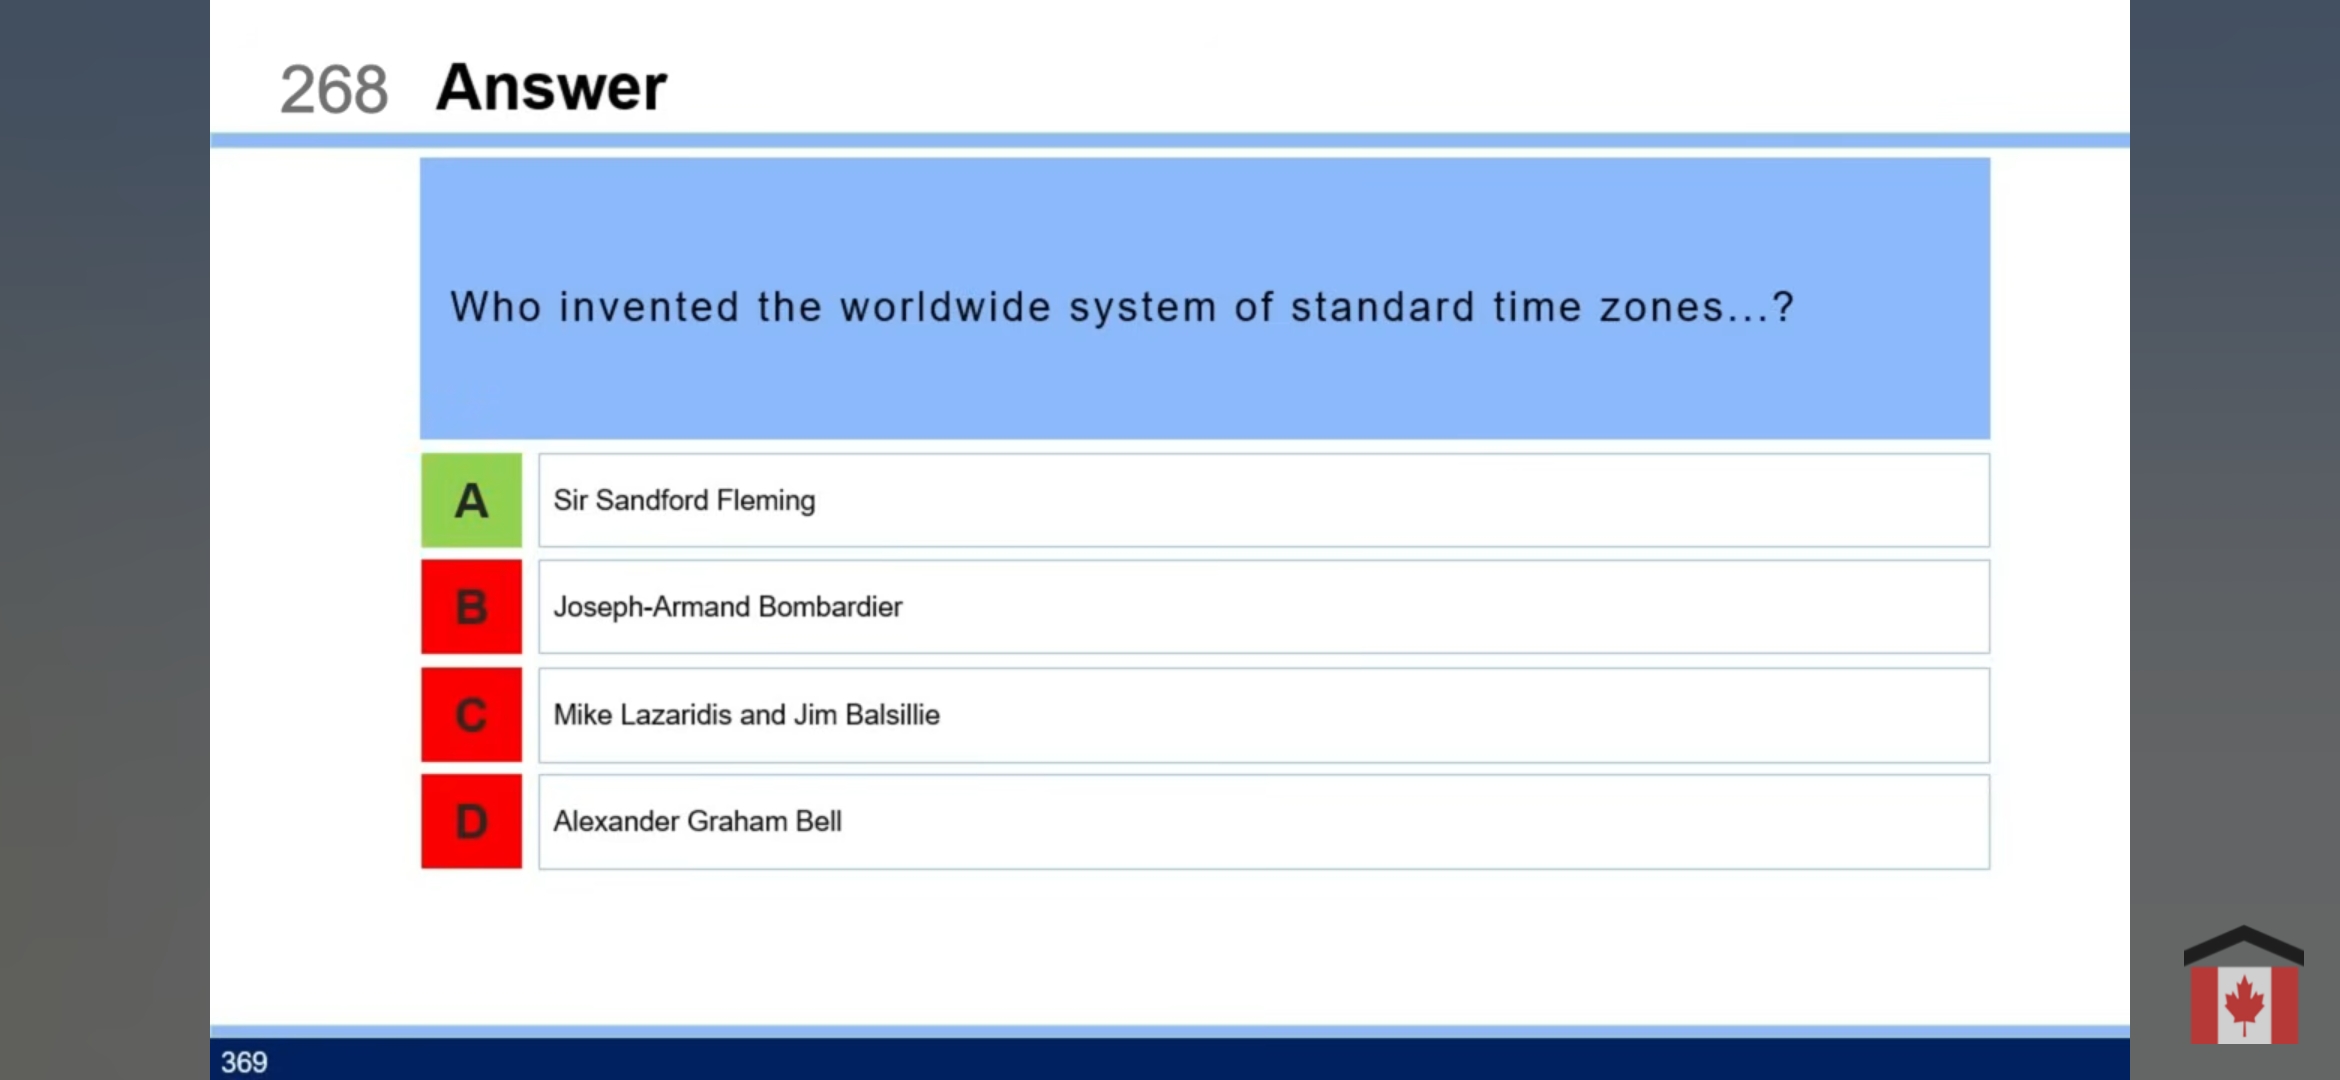 268 Answer
Who invented the worldwide system of standard time zones...?
A Sir Sandford Fleming
B Joseph-Armand Bombardier
C Mike Lazaridis and Jim Balsillie
D Alexander Graham Bell
369